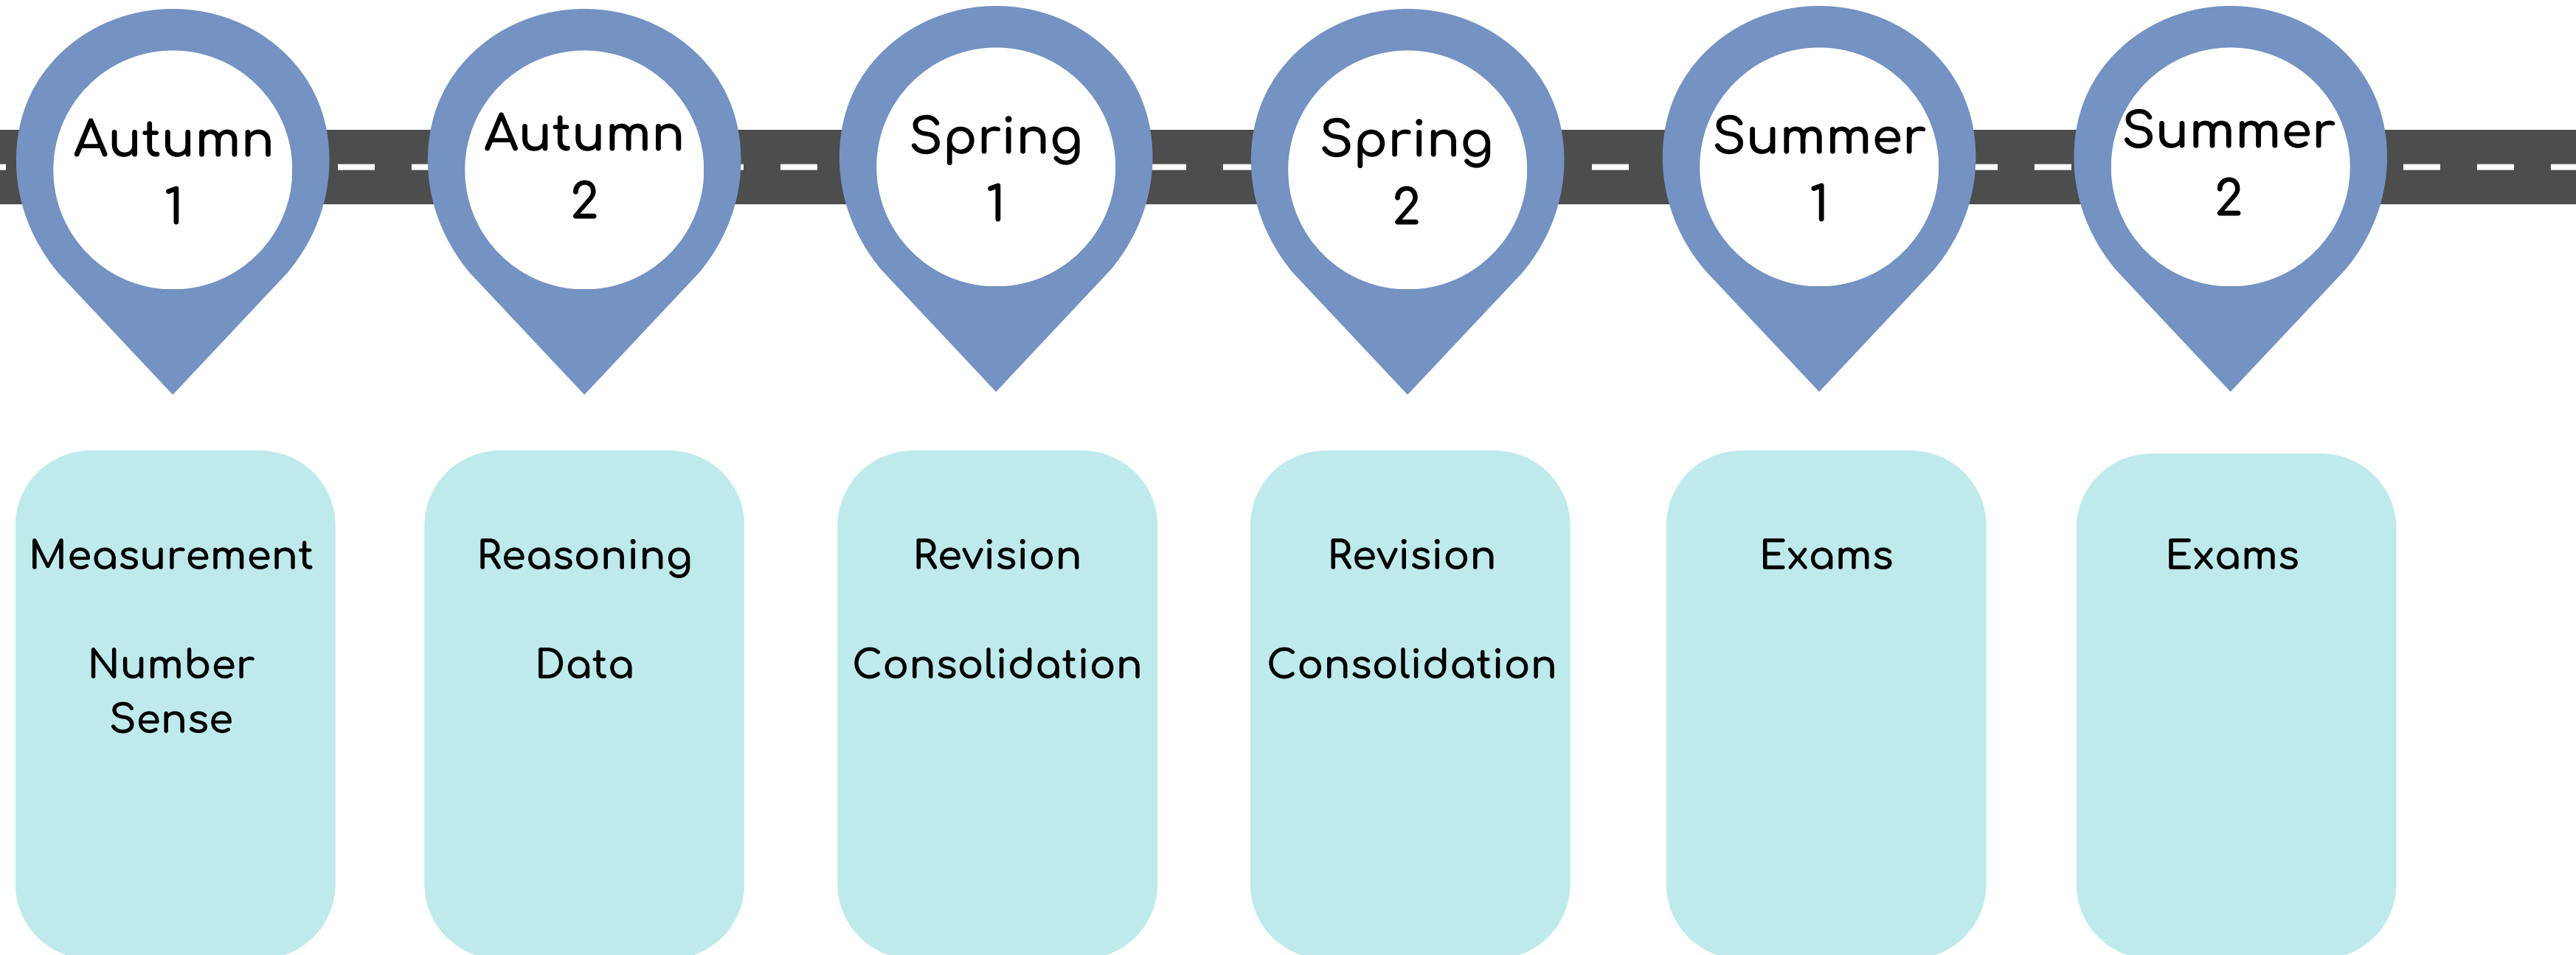 Autumn
1
Autumn
2
Spring
1
Spring
2
Summer
1
Summer
2
Measurement
Number
Sense
Reasoning
Data
Revision
Consolidation
Revision
Consolidation
Exams
Exams